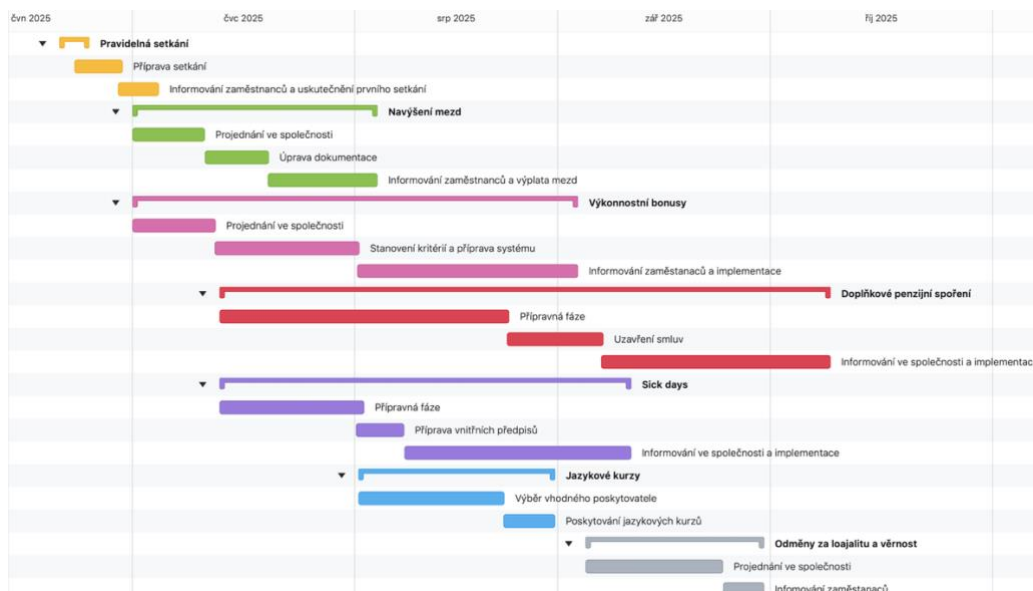 čvn 2025 čvc 2025 srp 2025 zář 2025 říj 2025
Pravidelná setkání
Příprava setkání
Informování zaměstnanců a uskutečnění prvního setkání
Navýšení mezd
Projednání ve společnosti
Úprava dokumentace
Informování zaměstnanců a výplata mezd
Výkonnostní bonusy
Projednání ve společnosti
Stanovení kritérií a příprava systému
Informování zaměstanaců a implementace
Doplňkové penzijní spoření
Přípravná fáze
Uzavření smluv
Informování ve společnosti a implementac
Sick days
Přípravná fáze
Příprava vnitřních předpisů
Informování ve společnosti a implementace
Jazykové kurzy
Výběr vhodného poskytovatele
Poskytování jazykových kurzů
Odměny za loajalitu a věrnost
Projednání ve společnosti
Infomování zaměstanaců